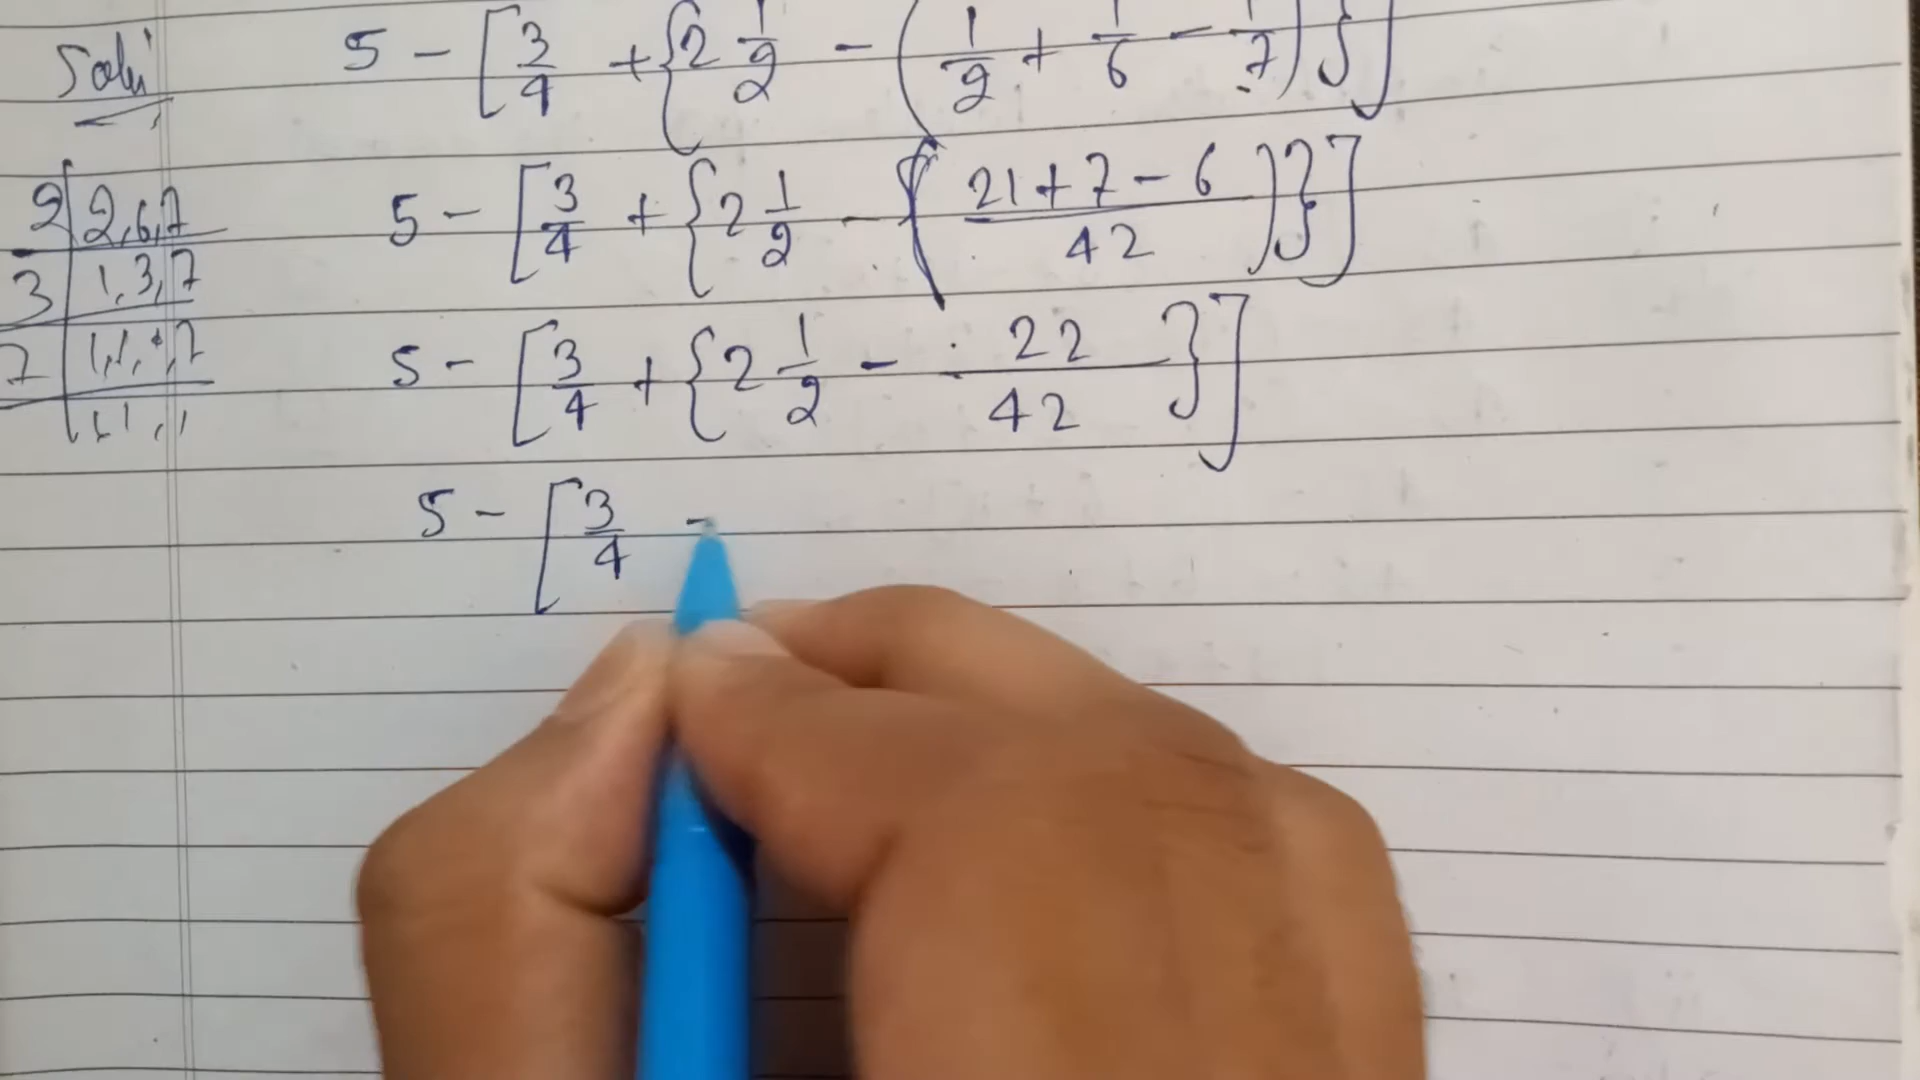 Soln 5 - [3/4 + {2 1/2 - (1/2 + 1/6 - 1/7)}]
2 | 2,6,7 5 - [3/4 + {2 1/2 - (21+7-6/42)}]
3 | 1,3,7
7 | 1,1,7 5 - [3/4 + {2 1/2 - 22/42}]
1,1,1
5 - [3/4 -